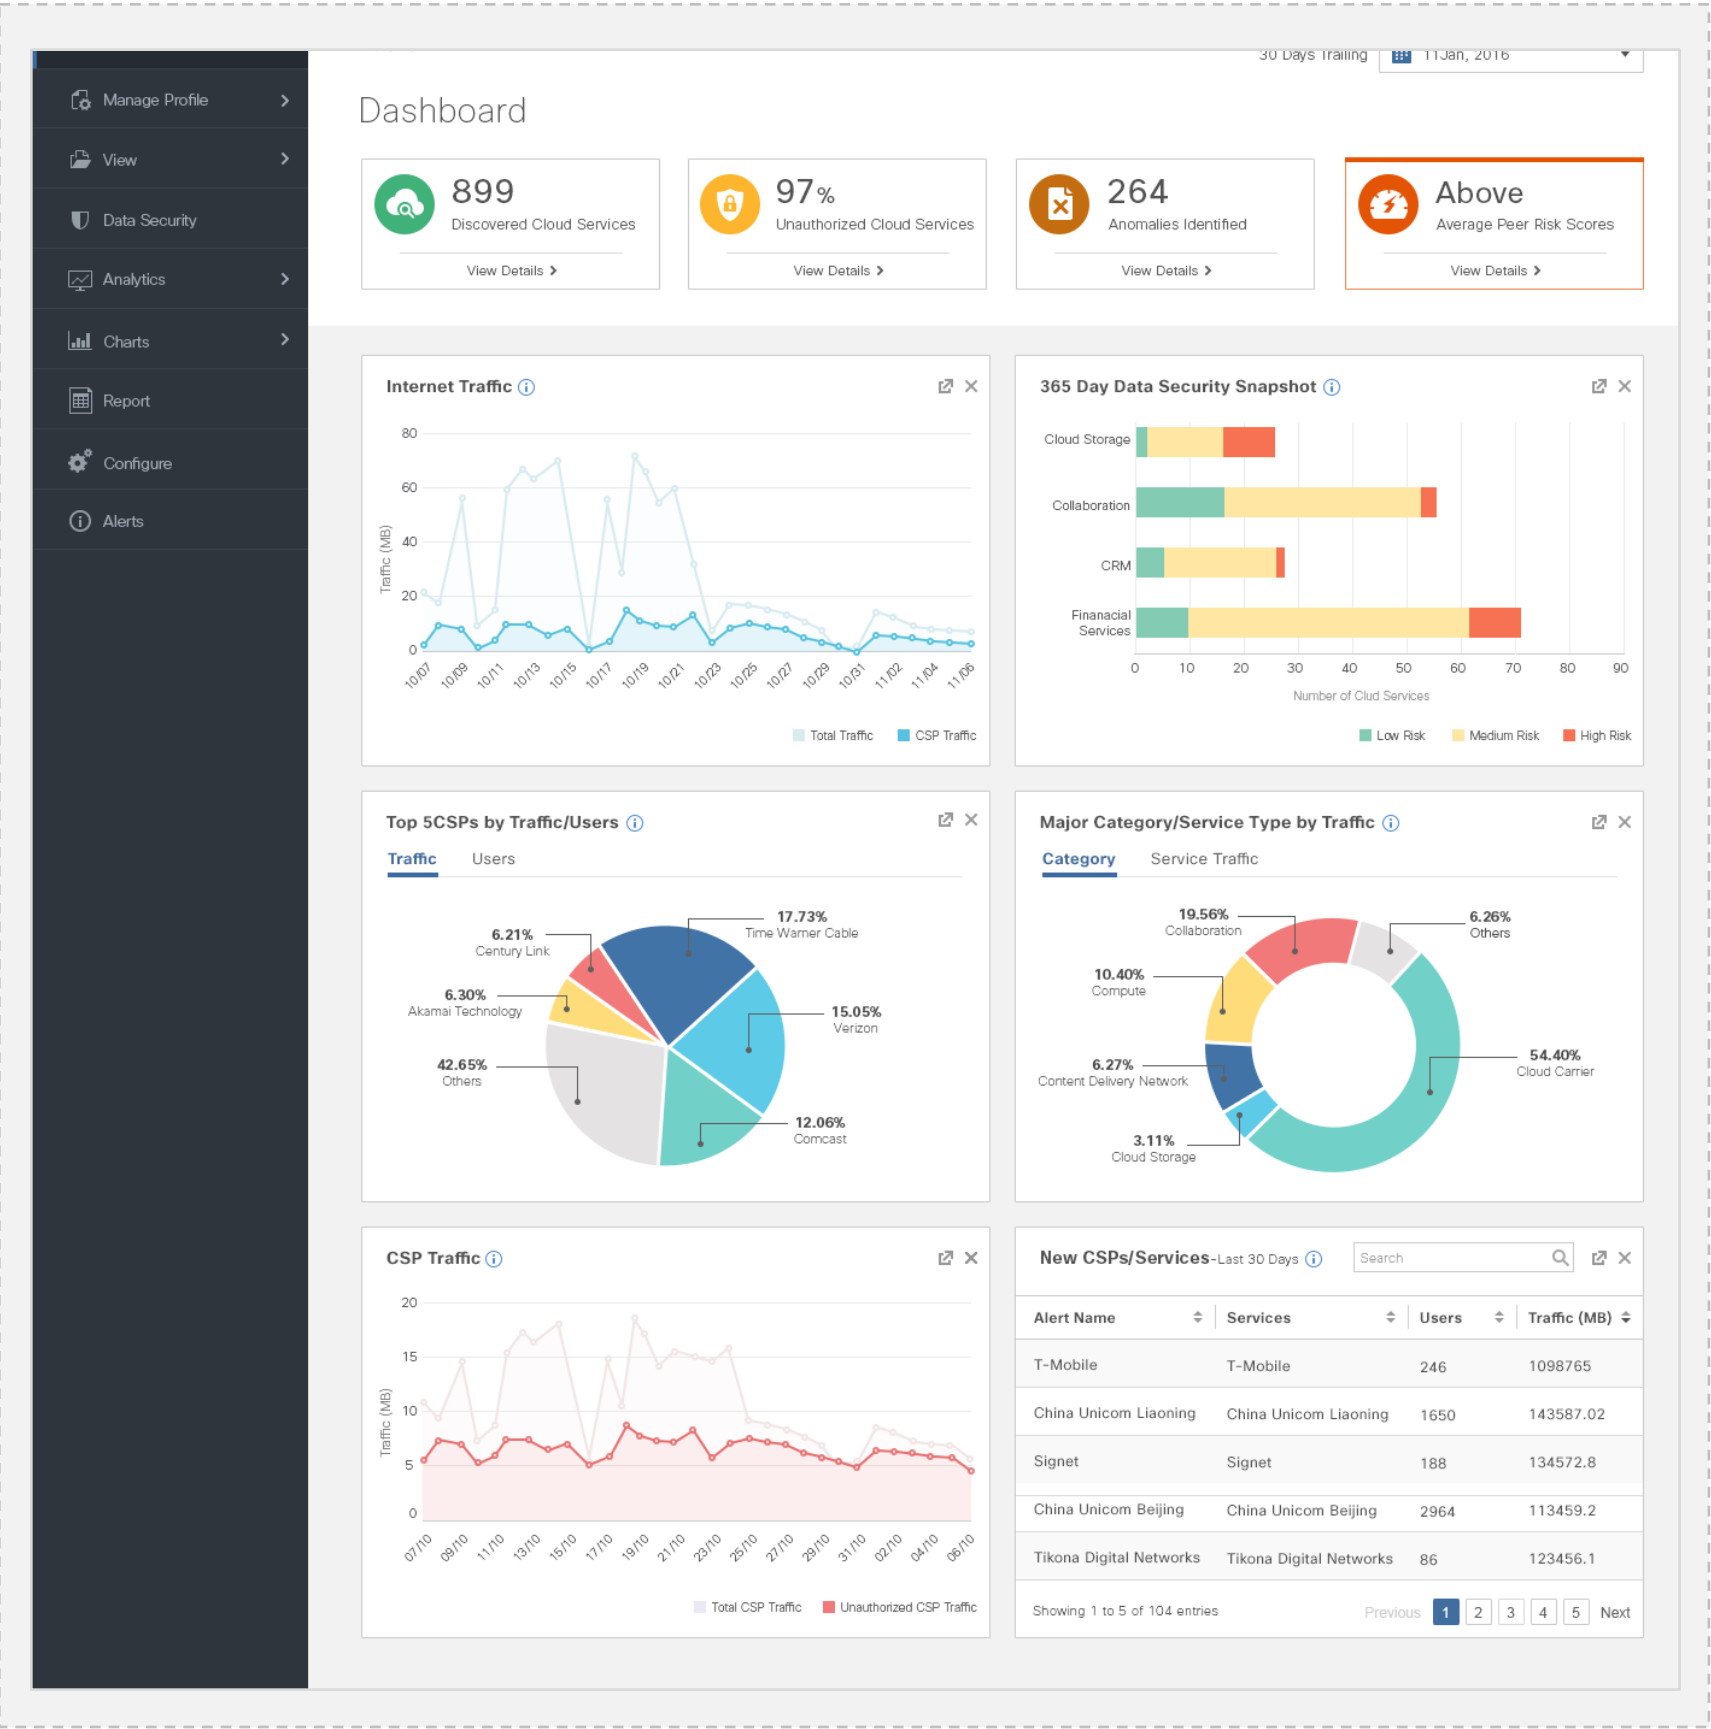 30 Days Trailing
11Jan, 2016
Manage Profile
View
Data Security
Analytics
Charts
Report
Configure
Alerts
Dashboard
899
Discovered Cloud Services
View Details
97%
Unauthorized Cloud Services
View Details
264
Anomalies Identified
View Details
Above
Average Peer Risk Scores
View Details
Internet Traffic
80
60
40
20
0
Traffic (MB)
10/07 10/09 10/11 10/13 10/15 10/17 10/19 10/21 10/23 10/25 10/27 10/29 10/31 11/02 11/04 11/06
Total Traffic CSP Traffic
365 Day Data Security Snapshot
Cloud Storage
Collaboration
CRM
Finanacial
Services
0 10 20 30 40 50 60 70 80 90
Number of Clud Services
Low Risk Medium Risk High Risk
Top 5CSPs by Traffic/Users
Traffic Users
17.73%
Time Warner Cable
6.21%
Century Link
6.30%
Akamai Technology
15.05%
Verizon
42.65%
Others
12.06%
Comcast
Major Category/Service Type by Traffic
Category Service Traffic
19.56%
Collaboration
6.26%
Others
10.40%
Compute
54.40%
Cloud Carrier
6.27%
Content Delivery Network
3.11%
Cloud Storage
CSP Traffic
20
15
10
5
0
Traffic (MB)
07/10 09/10 11/10 13/10 15/10 17/10 19/10 21/10 23/10 25/10 27/10 29/10 31/10 02/10 04/10 06/10
Total CSP Traffic Unauthorized CSP Traffic
New CSPs/Services-Last 30 Days
Search
Alert Name Services Users Traffic (MB)
T-Mobile T-Mobile 246 1098765
China Unicom Liaoning China Unicom Liaoning 1650 143587.02
Signet Signet 188 134572.8
China Unicom Beijing China Unicom Beijing 2964 113459.2
Tikona Digital Networks Tikona Digital Networks 86 123456.1
Showing 1 to 5 of 104 entries
Previous 1 2 3 4 5 Next